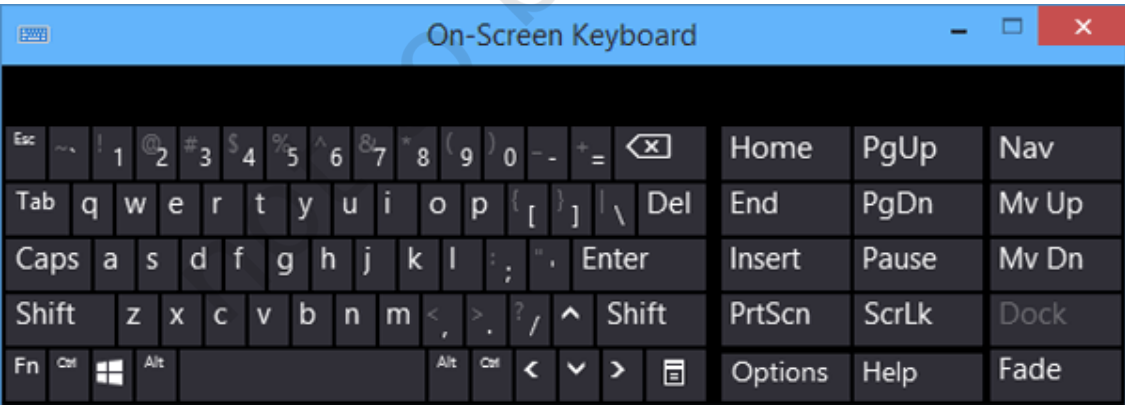 On-Screen Keyboard
Esc ~ ` ! 1 @ 2 # 3 $ 4 % 5 ^ 6 & 7 * 8 ( 9 ) 0 _ - + = Home PgUp Nav
Tab q w e r t y u i o p { [ } ] | \ Del End PgDn Mv Up
Caps a s d f g h j k l : ; " ' Enter Insert Pause Mv Dn
Shift z x c v b n m < , > . ? / ^ Shift PrtScn ScrLk Dock
Fn Ctrl Alt Alt Ctrl Options Help Fade